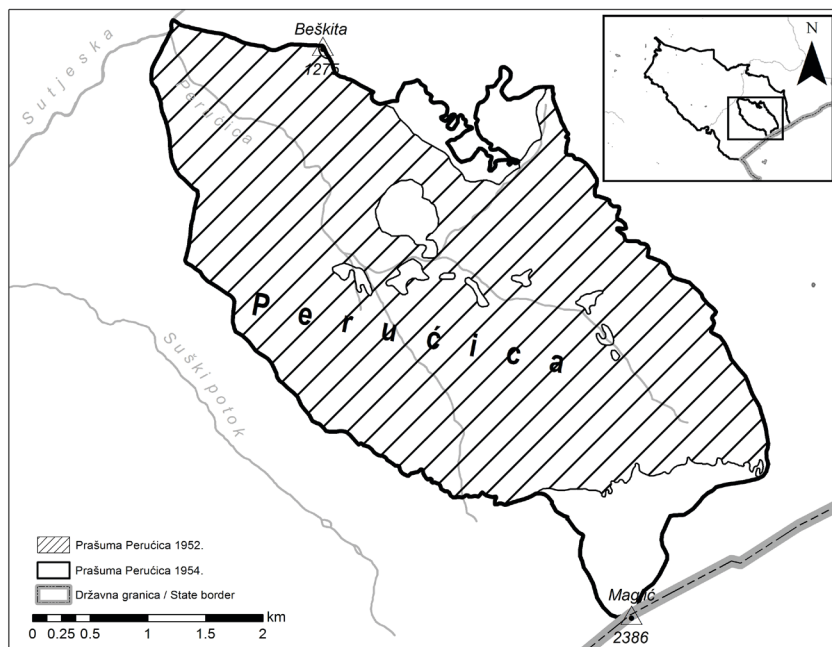 Beškita
1275
N
Sutjeska
Perućica
Perućica
Suški potok
Prašuma Perućica 1952.
Prašuma Perućica 1954.
Državna granica / State border
km
0 0.25 0.5 1 1.5 2
Maglić
2386